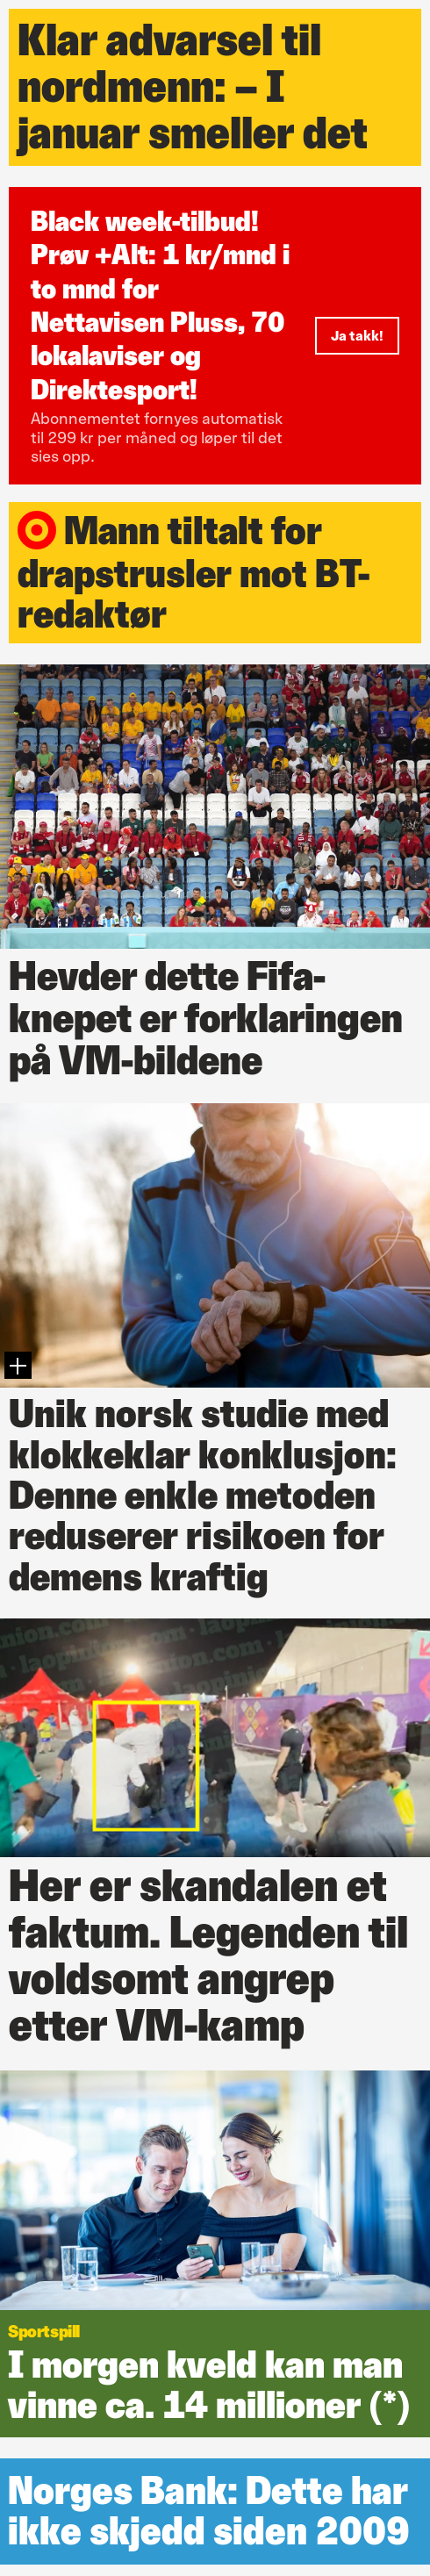 Klar advarsel til
nordmenn: – I
januar smeller det
Black week-tilbud!
Prøv +Alt: 1 kr/mnd i
to mnd for
Nettavisen Pluss, 70
lokalaviser og
Direktesport!
Abonnementet fornyes automatisk
til 299 kr per måned og løper til det
sies opp.
Ja takk!
Mann tiltalt for
drapstrusler mot BT-
redaktør
Hevder dette Fifa-
knepet er forklaringen
på VM-bildene
Unik norsk studie med
klokkeklar konklusjon:
Denne enkle metoden
reduserer risikoen for
demens kraftig
laopinion.com
Her er skandalen et
faktum. Legenden til
voldsomt angrep
etter VM-kamp
Sportspill
I morgen kveld kan man
vinne ca. 14 millioner (*)
Norges Bank: Dette har
ikke skjedd siden 2009